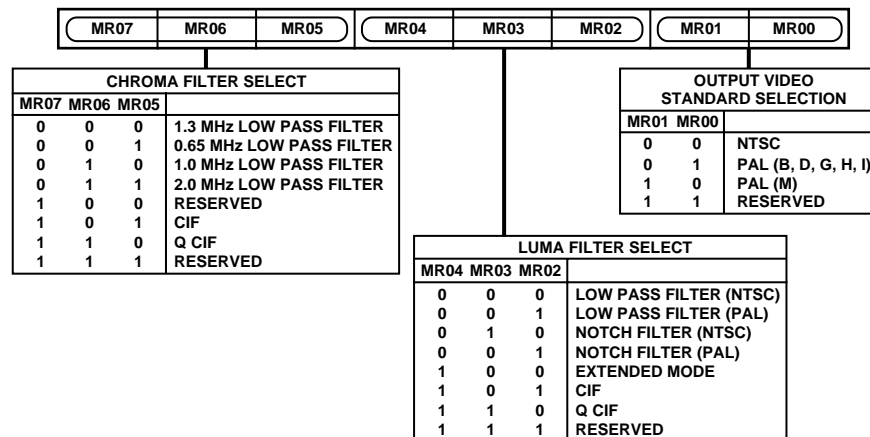 MR07 MR06 MR05 MR04 MR03 MR02 MR01 MR00
CHROMA FILTER SELECT
MR07 MR06 MR05
0 0 0 1.3 MHz LOW PASS FILTER
0 0 1 0.65 MHz LOW PASS FILTER
0 1 0 1.0 MHz LOW PASS FILTER
0 1 1 2.0 MHz LOW PASS FILTER
1 0 0 RESERVED
1 0 1 CIF
1 1 0 Q CIF
1 1 1 RESERVED
OUTPUT VIDEO
STANDARD SELECTION
MR01 MR00
0 0 NTSC
0 1 PAL (B, D, G, H, I)
1 0 PAL (M)
1 1 RESERVED
LUMA FILTER SELECT
MR04 MR03 MR02
0 0 0 LOW PASS FILTER (NTSC)
0 0 1 LOW PASS FILTER (PAL)
0 1 0 NOTCH FILTER (NTSC)
0 0 1 NOTCH FILTER (PAL)
1 0 0 EXTENDED MODE
1 0 1 CIF
1 1 0 Q CIF
1 1 1 RESERVED